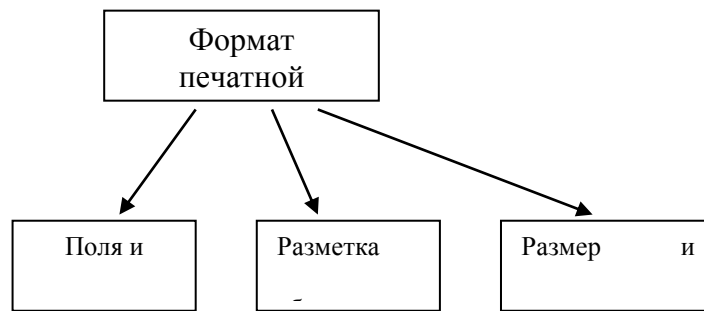 Формат
печатной
Поля и
Разметка
Размер и